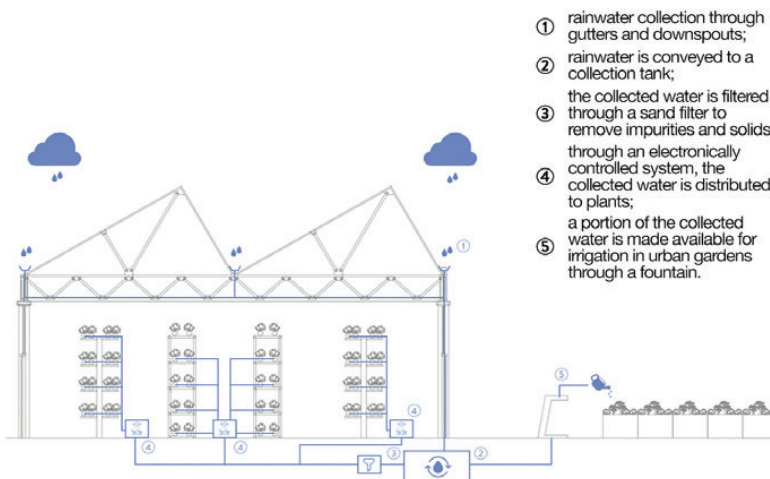 ① rainwater collection through
gutters and downspouts;
② rainwater is conveyed to a
collection tank;
the collected water is filtered
③ through a sand filter to
remove impurities and solids
through an electronically
④ controlled system, the
collected water is distributed
to plants;
a portion of the collected
⑤ water is made available for
irrigation in urban gardens
through a fountain.
①
⑤
④
④
④
③
②